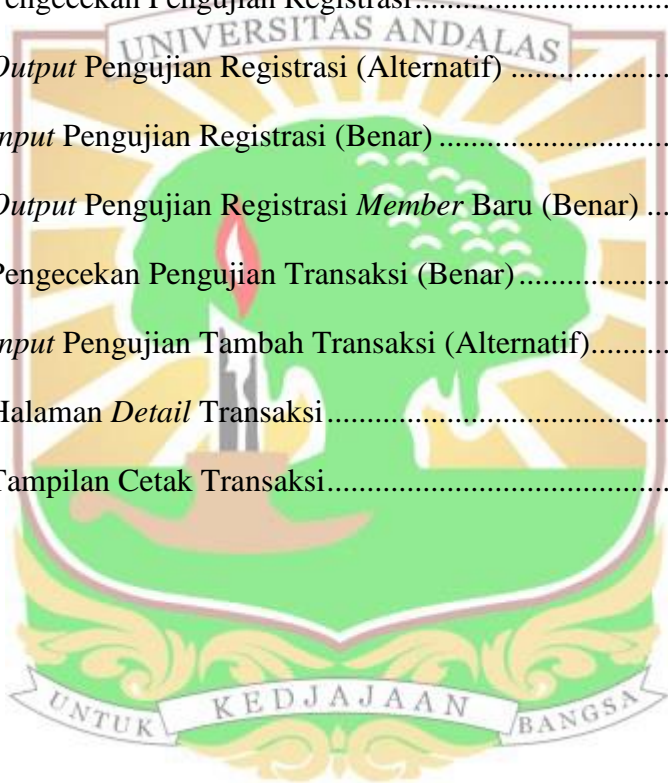 Pengecekan Pengujian Registrasi..............................
UNIVERSITAS ANDALAS
Output Pengujian Registrasi (Alternatif) ....................
Input Pengujian Registrasi (Benar) ..............................
Output Pengujian Registrasi Member Baru (Benar) ...
Pengecekan Pengujian Transaksi (Benar)....................
Input Pengujian Tambah Transaksi (Alternatif)...........
Halaman Detail Transaksi.............................................
Tampilan Cetak Transaksi.............................................
UNTUK KEDJAJAAN BANGSA